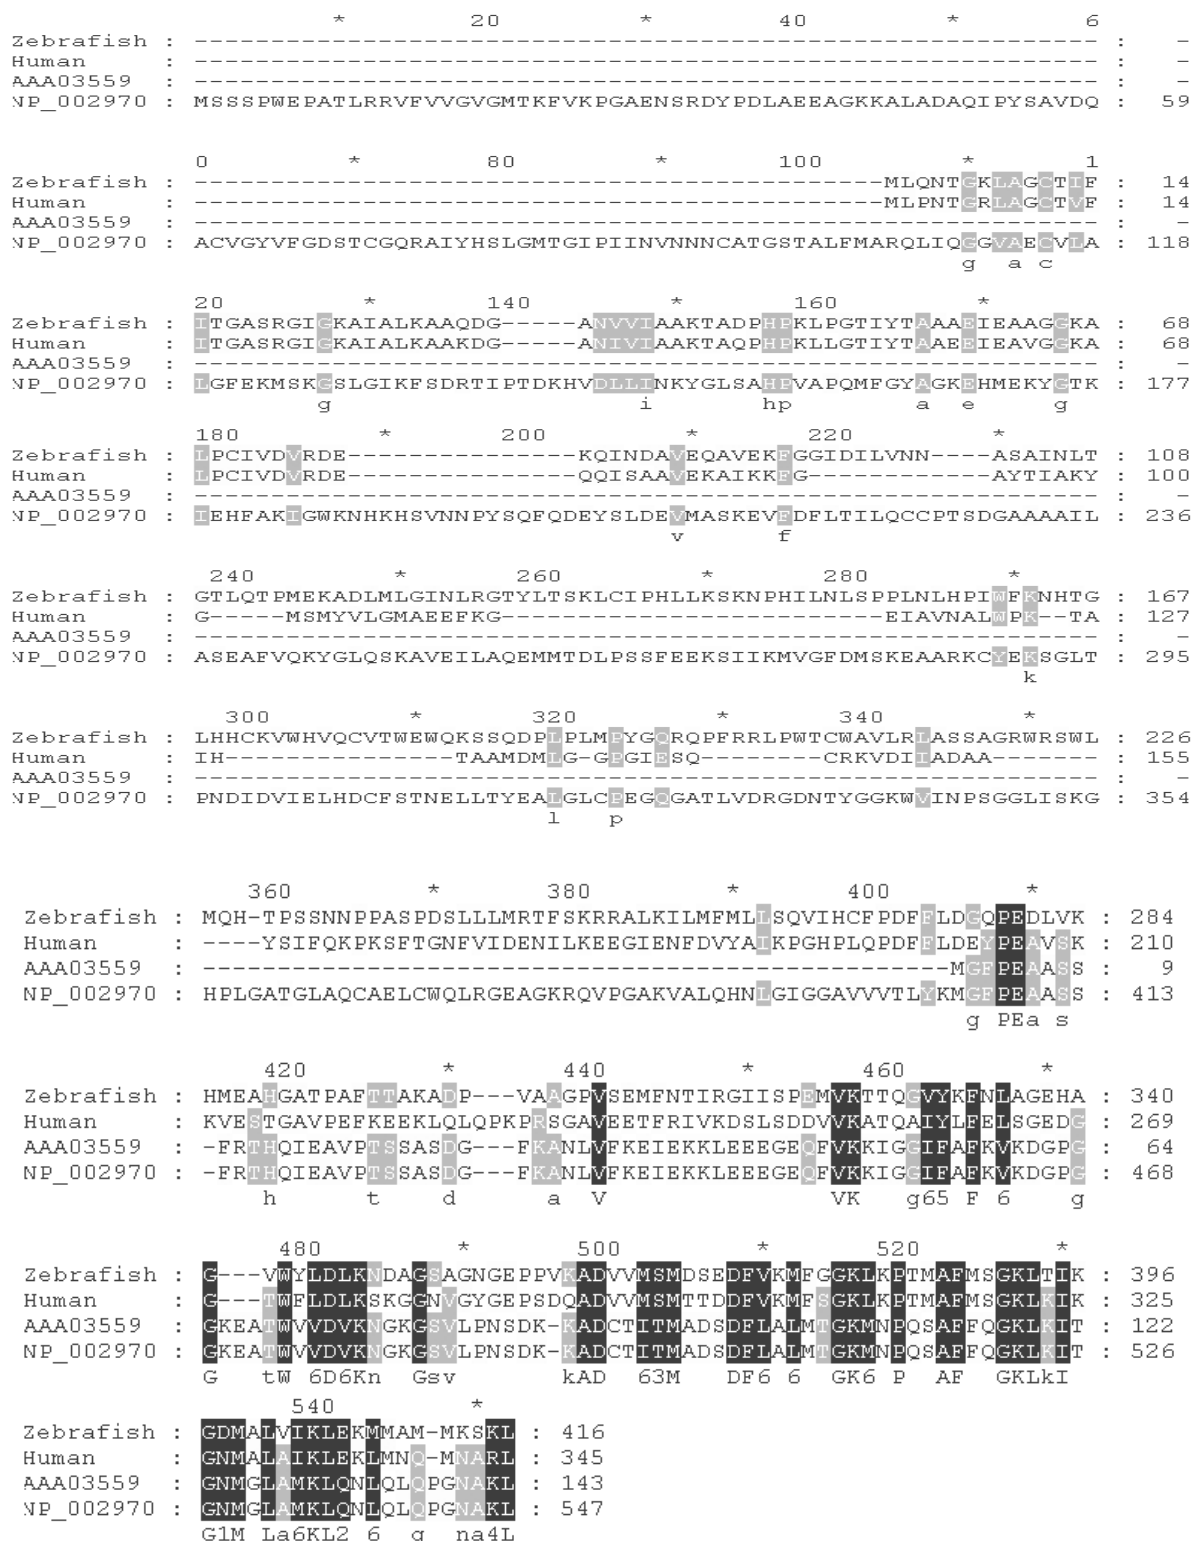 * 20 * 40 * 6
Zebrafish : ----------------------------------------------------------- : -
Human : ----------------------------------------------------------- : -
AAA03559 : ----------------------------------------------------------- : -
NP_002970 : MSSSPWEPATLRRVFVVGVGMTKFVKPGAENSRDYPDLAEEAGKKALADAQIPYSAVDQ : 59
0 * 80 * 100 * 1
Zebrafish : ---------------------------------------------MLQNTGKLAGCTIF : 14
Human : ---------------------------------------------MLPNTGRLAGCTVF : 14
AAA03559 : ----------------------------------------------------------- : -
NP_002970 : ACVGYVFGDSTCGQRAIYHSLGMTGIPIINVNNNCATGSTALFMARQLIQGGVAECVLA : 118
g a c
20 * 140 * 160 *
Zebrafish : ITGASRGIGKAIALKAAQDG-----ANVVIAAKTADPHPKLPGTIYTAAAEIEAAGGKA : 68
Human : ITGASRGIGKAIALKAAKDG-----ANIVIAAKTAQPHPKLLGTIYTAAEEIEAVGGKA : 68
AAA03559 : ----------------------------------------------------------- : -
NP_002970 : LGFEKMSKGSLGIKFSDRTIPTDKHVDLLINKYGLSAHPVAPQMFGYAGKEHMEKYGTK : 177
g i hp a e g
180 * 200 * 220 *
Zebrafish : LPCIVDVRDE---------------KQINDAVEQAVEKFGGIDILVNN----ASAINLT : 108
Human : LPCIVDVRDE---------------QQISAAVEKAIKKFG------------AYTIAKY : 100
AAA03559 : ----------------------------------------------------------- : -
NP_002970 : IEHFAKIGWKNHKHSVNNPYSQFQDEYSLDEVMASKEVFDFLTILQCCPTSDGAAAAIL : 236
v f
240 * 260 * 280 *
Zebrafish : GTLQTPMEKADLMLGINLRGTYLTSKLCIPHLLKSKNPHILNLSPPLNLHPIWFKNHTG : 167
Human : G-----MSMYVLGMAEEFKG-------------------------EIAVNALWPK--TA : 127
AAA03559 : ----------------------------------------------------------- : -
NP_002970 : ASEAFVQKYGLQSKAVEILAQEMMTDLPSSFEEKSIIKMVGFDMSKEAARKCYEKSGLT : 295
k
300 * 320 * 340 *
Zebrafish : LHHCKVWHVQCVTWEWQKSSQDPLPLMPYGQRQPFRRLPWTCWAVLRLASSAGRWRSWL : 226
Human : IH---------------TAAMDMLG-GPGIESQ--------CRKVDIIADAA------- : 155
AAA03559 : ----------------------------------------------------------- : -
NP_002970 : PNDIDVIELHDCFSTNELLTYEALGLCPEGQGATLVDRGDNTYGGKWVINPSGGLISKG : 354
l p
360 * 380 * 400 *
Zebrafish : MQH-TPSSNNPPASPDSLLLMRTFSKRRALKILMFMLLSQVIHCFPDFFLDGQPEDLVK : 284
Human : ----YSIFQKPKSFTGNFVIDENILKEEGIENFDVYAIKPGHPLQPDFFLDEYPEAVSK : 210
AAA03559 : --------------------------------------------------MGFPEAASS : 9
NP_002970 : HPLGATGLAQCAELCWQLRGEAGKRQVPGAKVALQHNLGIGGAVVVTLYKMGFPEAASS : 413
g PEa s
420 * 440 * 460 *
Zebrafish : HMEAHGATPAFTTAKADP---VAAGPVSEMFNTIRGIISPEMVKTTQGVYKFNLAGEHA : 340
Human : KVESTGAVPEFKEEKLQLQPKPRSGAVEETFRIVKDSLSDDVVKATQAIYLFELSGEDG : 269
AAA03559 : -FRTHQIEAVPTSSASDG---FKANLVFKEIEKKLEEEGEQFVKKIGGIFAFKVKDGPG : 64
NP_002970 : -FRTHQIEAVPTSSASDG---FKANLVFKEIEKKLEEEGEQFVKKIGGIFAFKVKDGPG : 468
h t d a V VK g65 F 6 g
480 * 500 * 520 *
Zebrafish : G---VWYLDLKNDAGSAGNGEPPVKADVVMSMDSEDFVKMFGGKLKPTMAFMSGKLTIK : 396
Human : G---TWFLDLKSKGGNVGYGEPSDQADVVMSMTTDDFVKMFSGKLKPTMAFMSGKLKIK : 325
AAA03559 : GKEATWVVDVKNGKGSVLPNSDK-KADCTITMADSDFLALMTGKMNPQSAFFQGKLKIT : 122
NP_002970 : GKEATWVVDVKNGKGSVLPNSDK-KADCTITMADSDFLALMTGKMNPQSAFFQGKLKIT : 526
G tW 6D6Kn Gsv kAD 63M DF6 6 GK6 P AF GKLkI
540 *
Zebrafish : GDMALVIKLEKMMAM-MKSKL : 416
Human : GNMALAIKLEKLMNQ-MNARL : 345
AAA03559 : GNMGLAMKLQNLQLQPGNAKL : 143
NP_002970 : GNMGLAMKLQNLQLQPGNAKL : 547
G1M La6KL2 6 q na4L